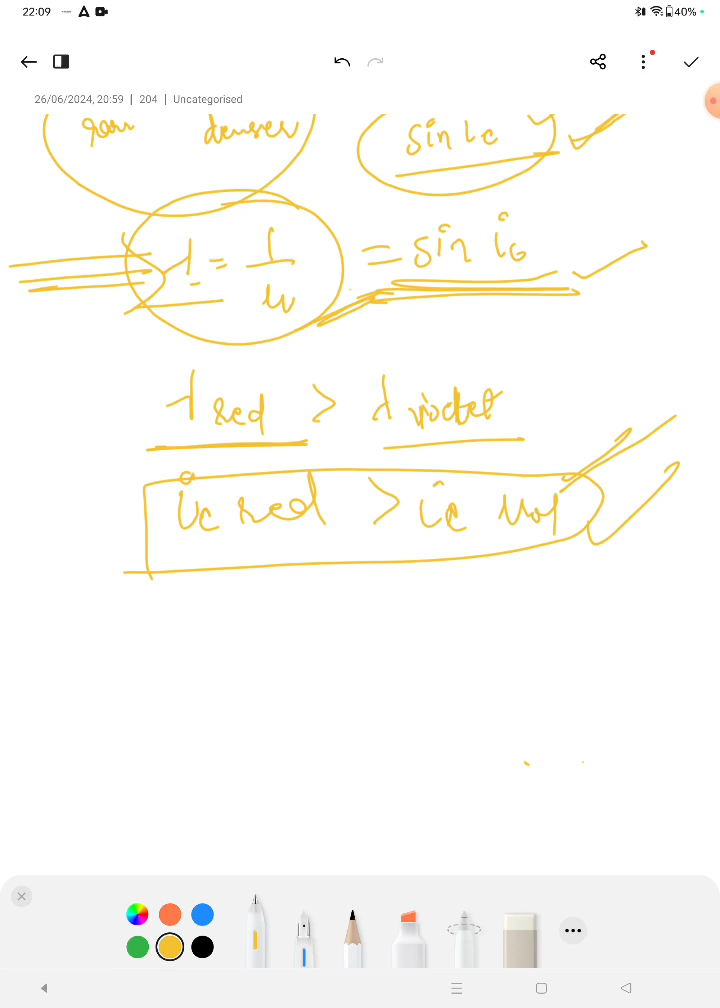 22:09 A 40%
26/06/2024, 20:59 | 204 | Uncategorised
denser sin ic
λ = 1/μ = sin ic
λ red > λ violet
ic red > ic viol